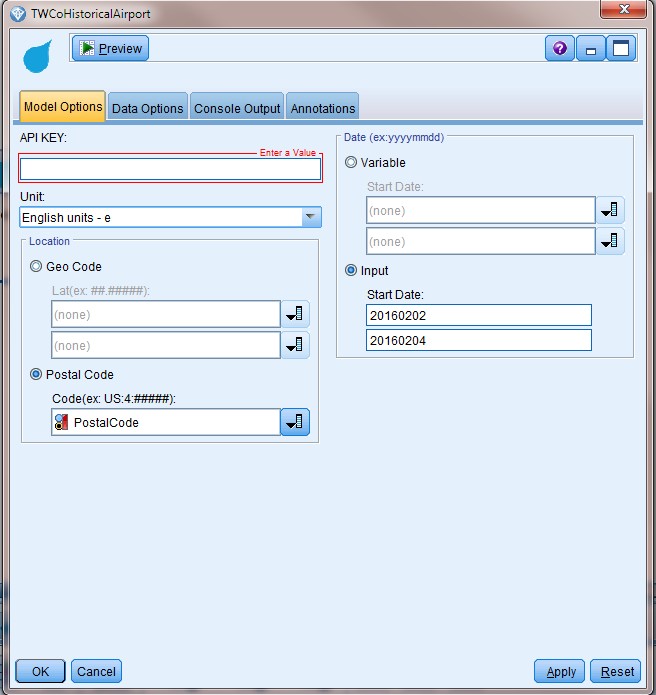 TWCoHistoricalAirport
Preview
Model Options
Data Options
Console Output
Annotations
API KEY:
Enter a Value
Unit:
English units - e
Location
Geo Code
Lat(ex: ##.#####):
(none)
(none)
Postal Code
Code(ex: US:4:#####):
PostalCode
Date (ex:yyyymmdd)
Variable
Start Date:
(none)
(none)
Input
Start Date:
20160202
20160204
OK
Cancel
Apply
Reset